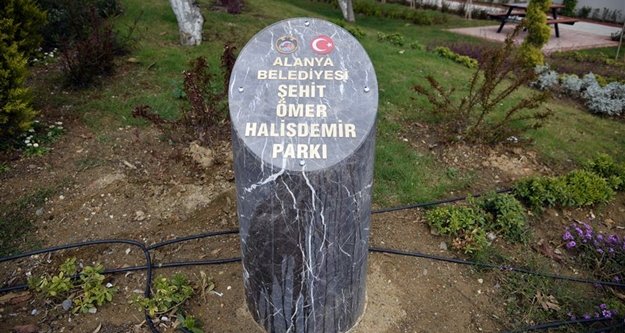 ALANYA
BELEDİYESİ
ŞEHİT
ÖMER
HALİSDEMİR
PARKI